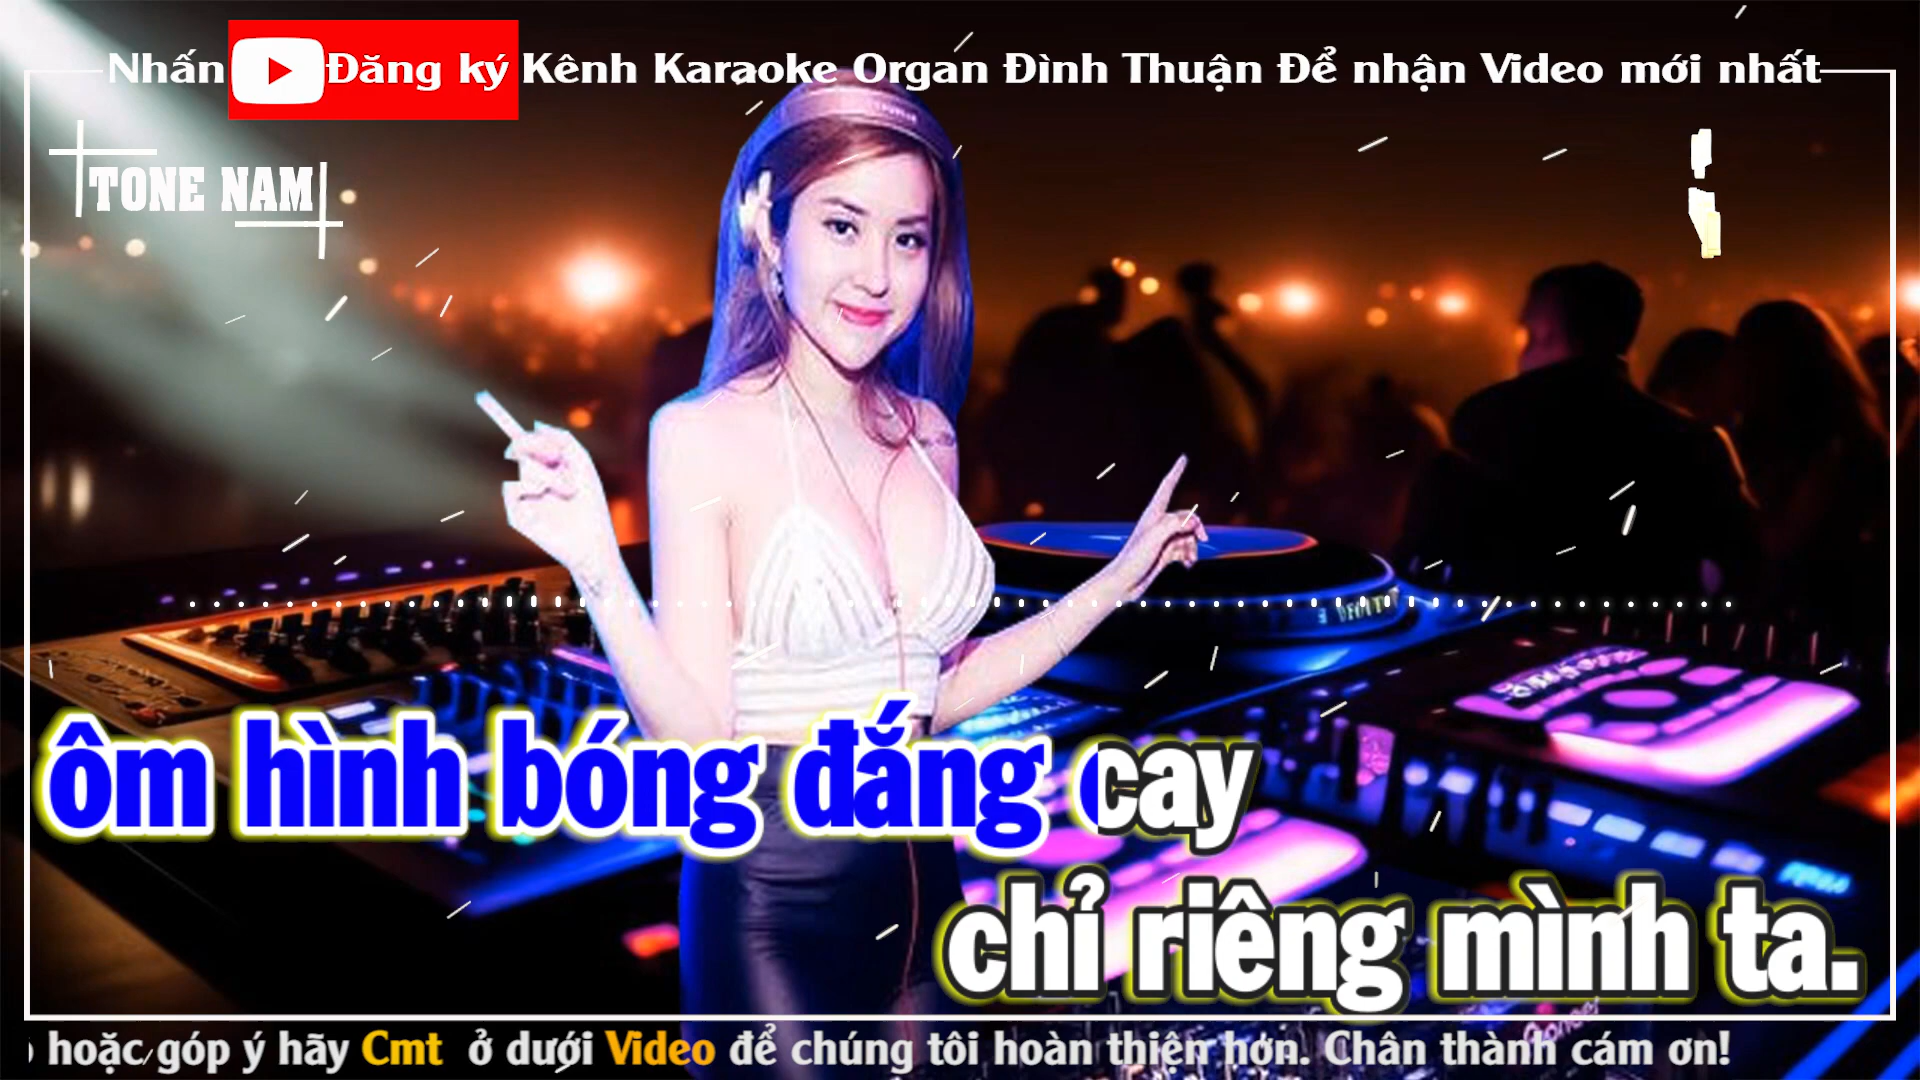 Nhấn Đăng ký Kênh Karaoke Organ Đình Thuận Để nhận Video mới nhất
TONE NAM
ôm hình bóng đắng cay
chỉ riêng mình ta.
hoặc góp ý hãy Cmt ở dưới Video để chúng tôi hoàn thiện hơn. Chân thành cám ơn!